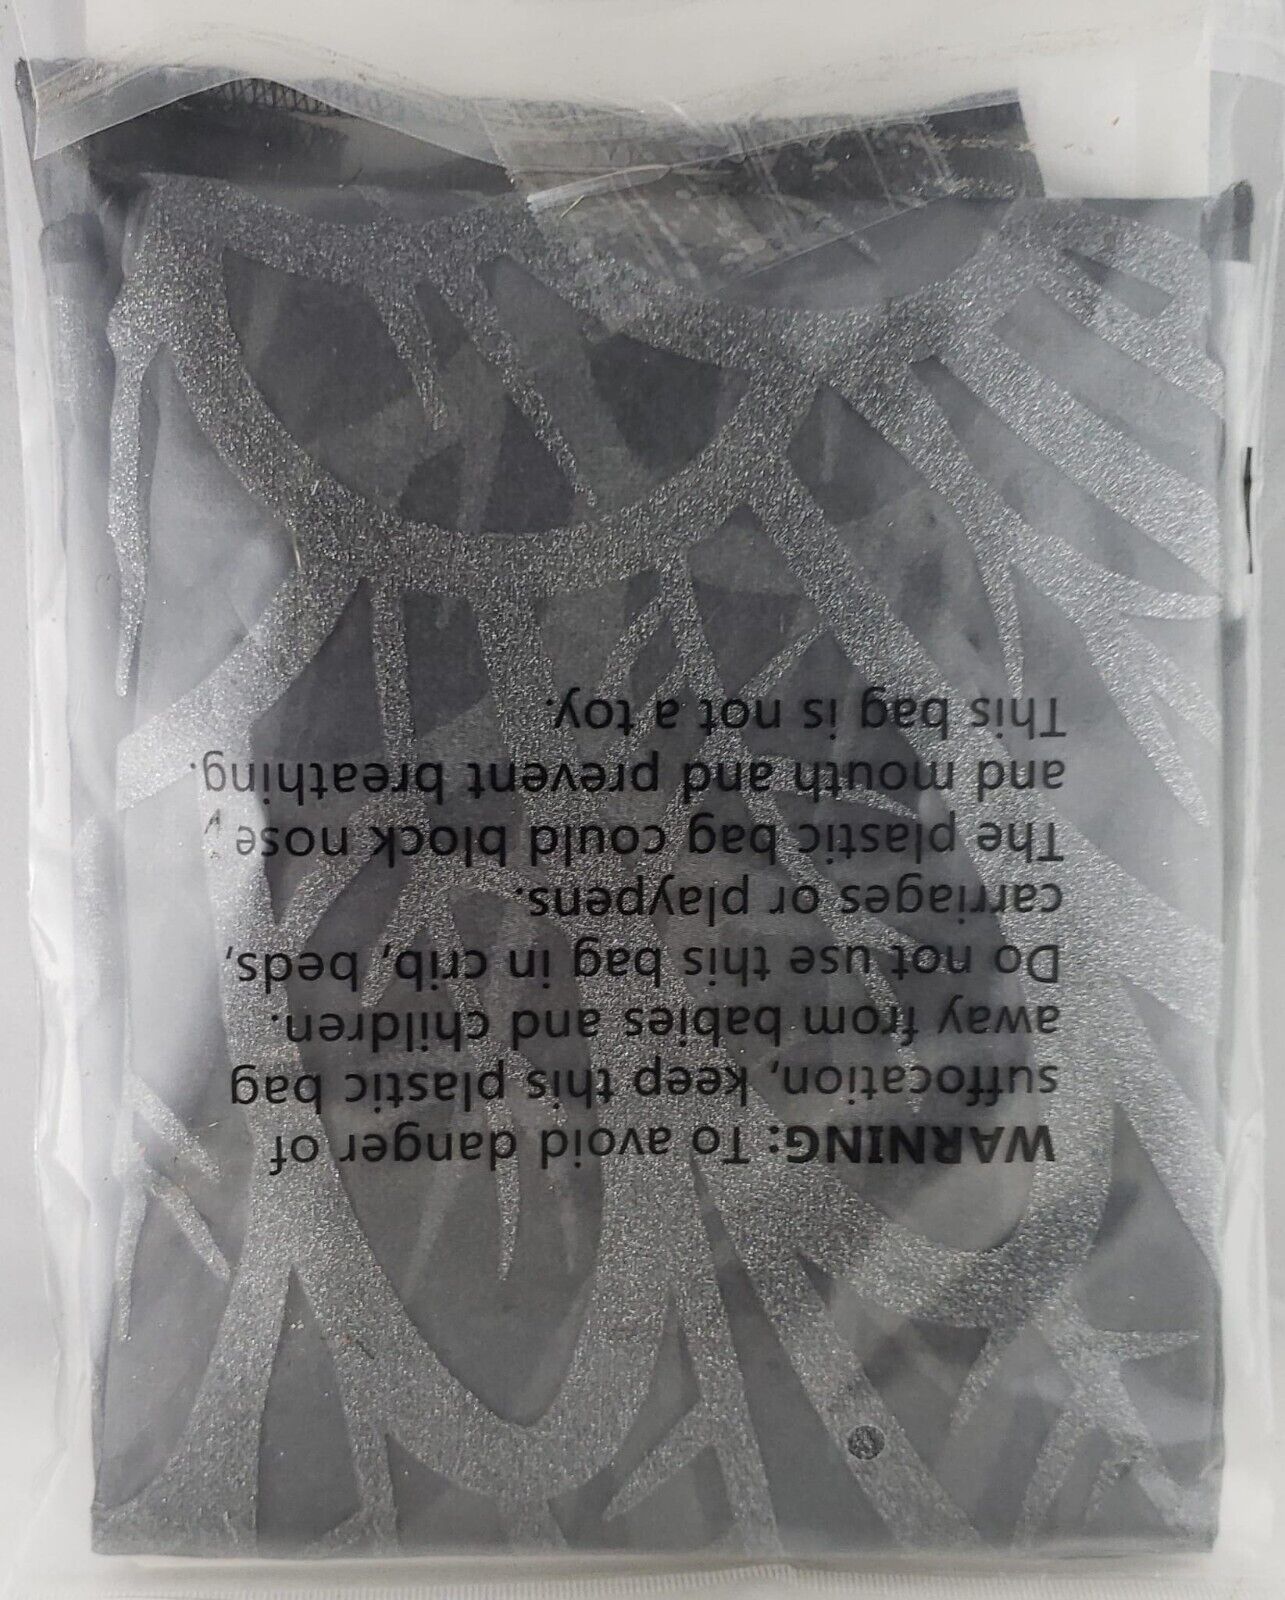 WARNING: To avoid danger of
suffocation, keep this plastic bag
away from babies and children.
Do not use this bag in crib, beds,
carriages or playpens.
The plastic bag could block nose,
and mouth and prevent breathing.
This bag is not a toy.